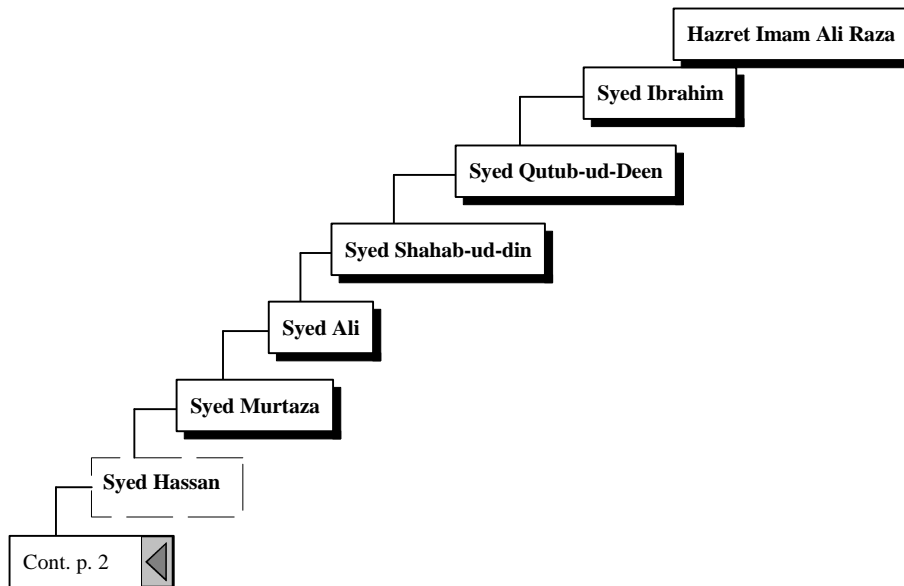 Hazret Imam Ali Raza
Syed Ibrahim
Syed Qutub-ud-Deen
Syed Shahab-ud-din
Syed Ali
Syed Murtaza
Syed Hassan
Cont. p. 2